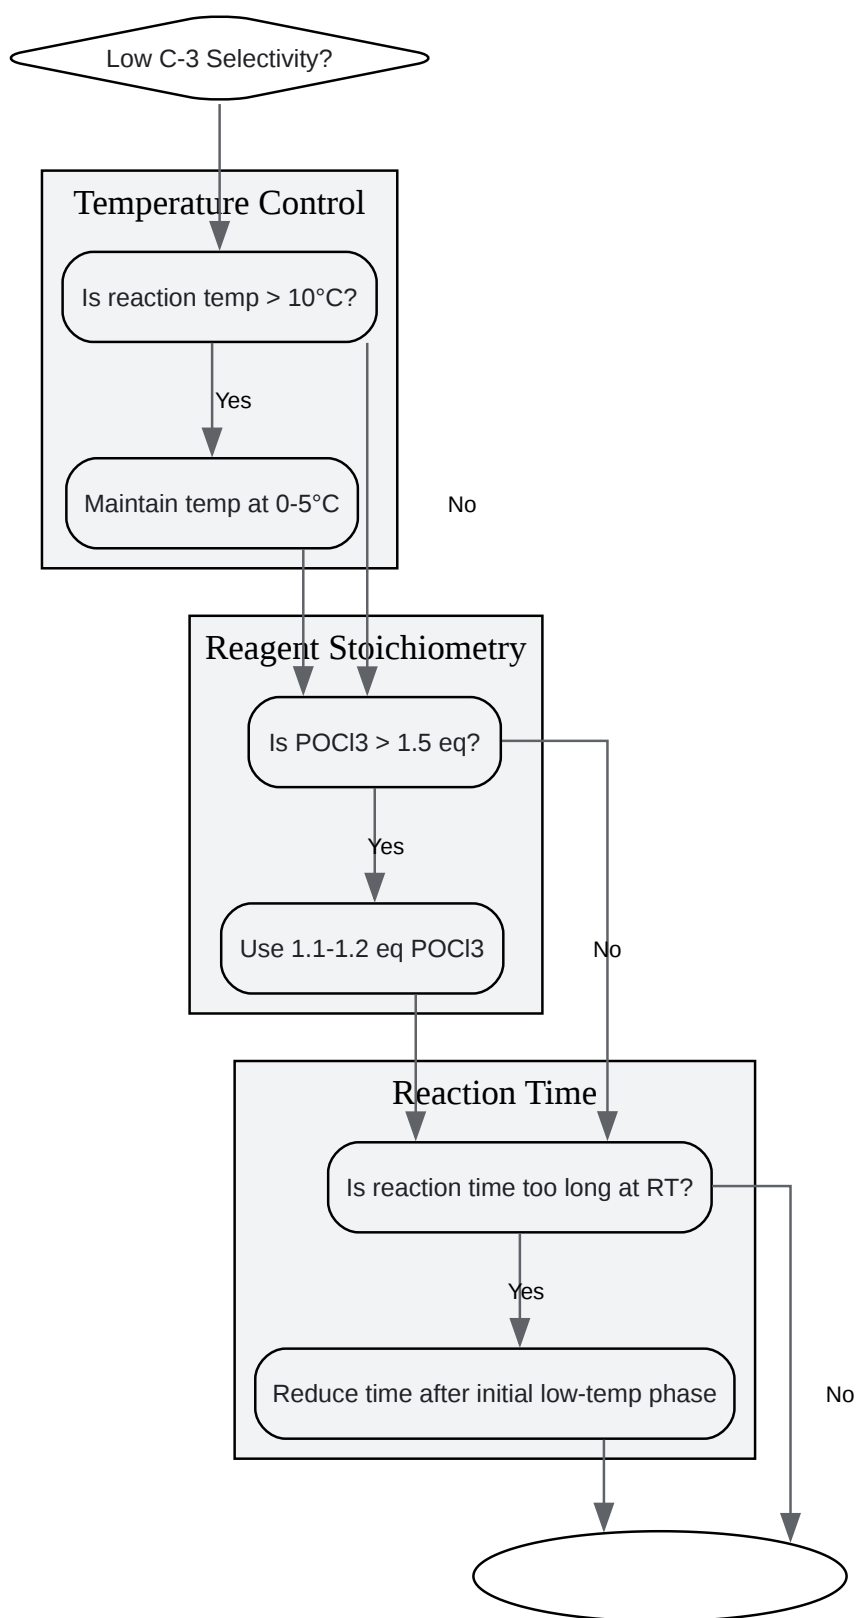 Low C-3 Selectivity?
Temperature Control
Is reaction temp > 10°C?
Yes
Maintain temp at 0-5°C
No
Reagent Stoichiometry
Is POCl3 > 1.5 eq?
Yes
Use 1.1-1.2 eq POCl3
No
Reaction Time
Is reaction time too long at RT?
Yes
Reduce time after initial low-temp phase
No